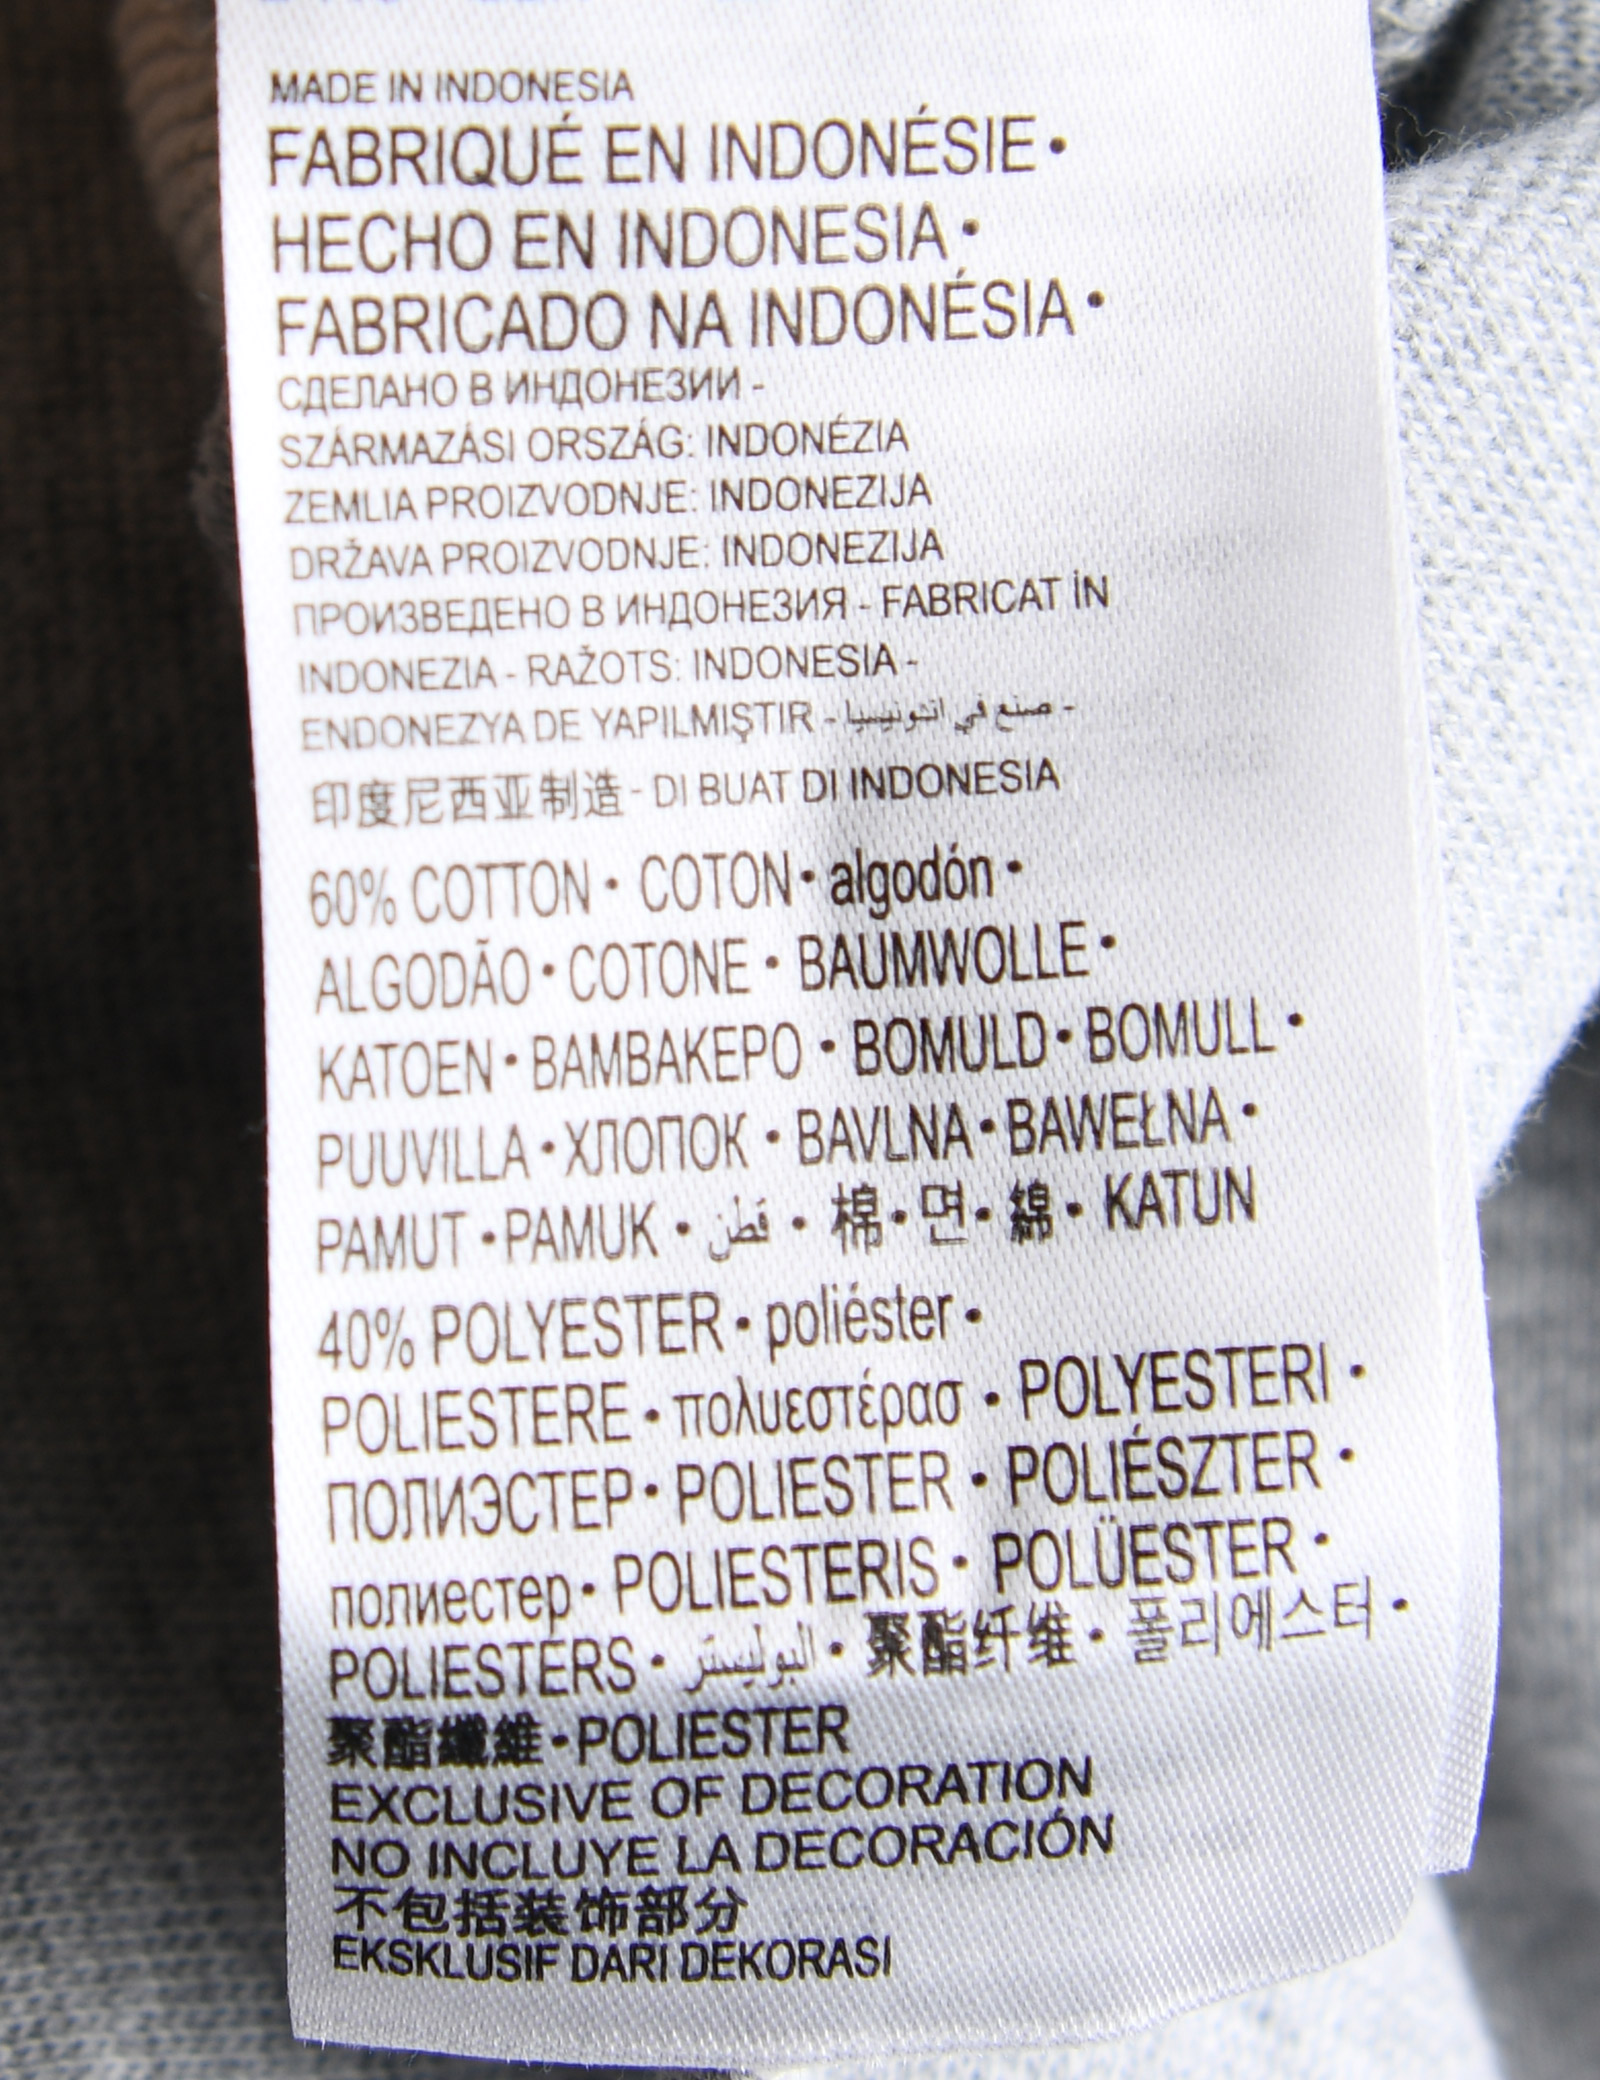 MADE IN INDONESIA
FABRIQUÉ EN INDONÉSIE •
HECHO EN INDONESIA •
FABRICADO NA INDONÉSIA •
СДЕЛАНО В ИНДОНЕЗИИ -
SZÁRMAZÁSI ORSZÁG: INDONÉZIA
ZEMLIA PROIZVODNJE: INDONEZIJA
DRŽAVA PROIZVODNJE: INDONEZIJA
ПРОИЗВЕДЕНО В ИНДОНЕЗИЯ - FABRICAT İN
INDONEZIA - RAŽOTS: INDONESIA -
ENDONEZYA DE YAPILMIŞTIR - صنع في اندونيسيا -
印度尼西亚制造 - DI BUAT DI INDONESIA
60% COTTON • COTON • algodón •
ALGODÃO • COTONE • BAUMWOLLE •
KATOEN • BAMBAKEPO • BOMULD • BOMULL •
PUUVILLA • ХЛОПОК • BAVLNA • BAWEŁNA •
PAMUT • PAMUK • قطن • 棉 • 면 • 綿 • KATUN
40% POLYESTER • poliéster •
POLIESTERE • πολυεστέρασ • POLYESTERI •
ПОЛИЭСТЕР • POLIESTER • POLIÉSZTER •
полиестер • POLIESTERIS • POLÜESTER •
POLIESTERS • البوليستر • 聚酯纤维 • 폴리에스터 •
聚酯纖維 • POLIESTER
EXCLUSIVE OF DECORATION
NO INCLUYE LA DECORACIÓN
不包括装饰部分
EKSKLUSIF DARI DEKORASI